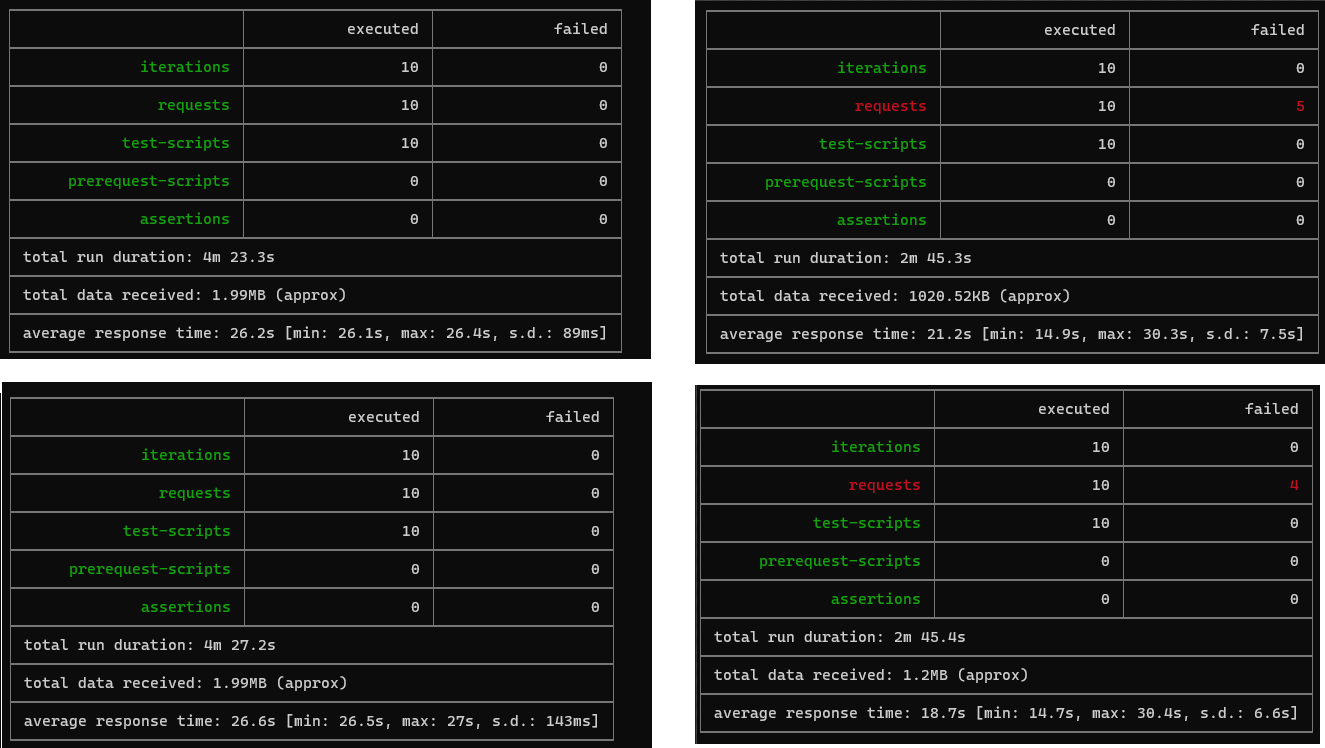 executed failed
iterations 10 0
requests 10 0
test-scripts 10 0
prerequest-scripts 0 0
assertions 0 0
total run duration: 4m 23.3s
total data received: 1.99MB (approx)
average response time: 26.2s [min: 26.1s, max: 26.4s, s.d.: 89ms]
executed failed
iterations 10 0
requests 10 5
test-scripts 10 0
prerequest-scripts 0 0
assertions 0 0
total run duration: 2m 45.3s
total data received: 1020.52KB (approx)
average response time: 21.2s [min: 14.9s, max: 30.3s, s.d.: 7.5s]
executed failed
iterations 10 0
requests 10 0
test-scripts 10 0
prerequest-scripts 0 0
assertions 0 0
total run duration: 4m 27.2s
total data received: 1.99MB (approx)
average response time: 26.6s [min: 26.5s, max: 27s, s.d.: 143ms]
executed failed
iterations 10 0
requests 10 4
test-scripts 10 0
prerequest-scripts 0 0
assertions 0 0
total run duration: 2m 45.4s
total data received: 1.2MB (approx)
average response time: 18.7s [min: 14.7s, max: 30.4s, s.d.: 6.6s]